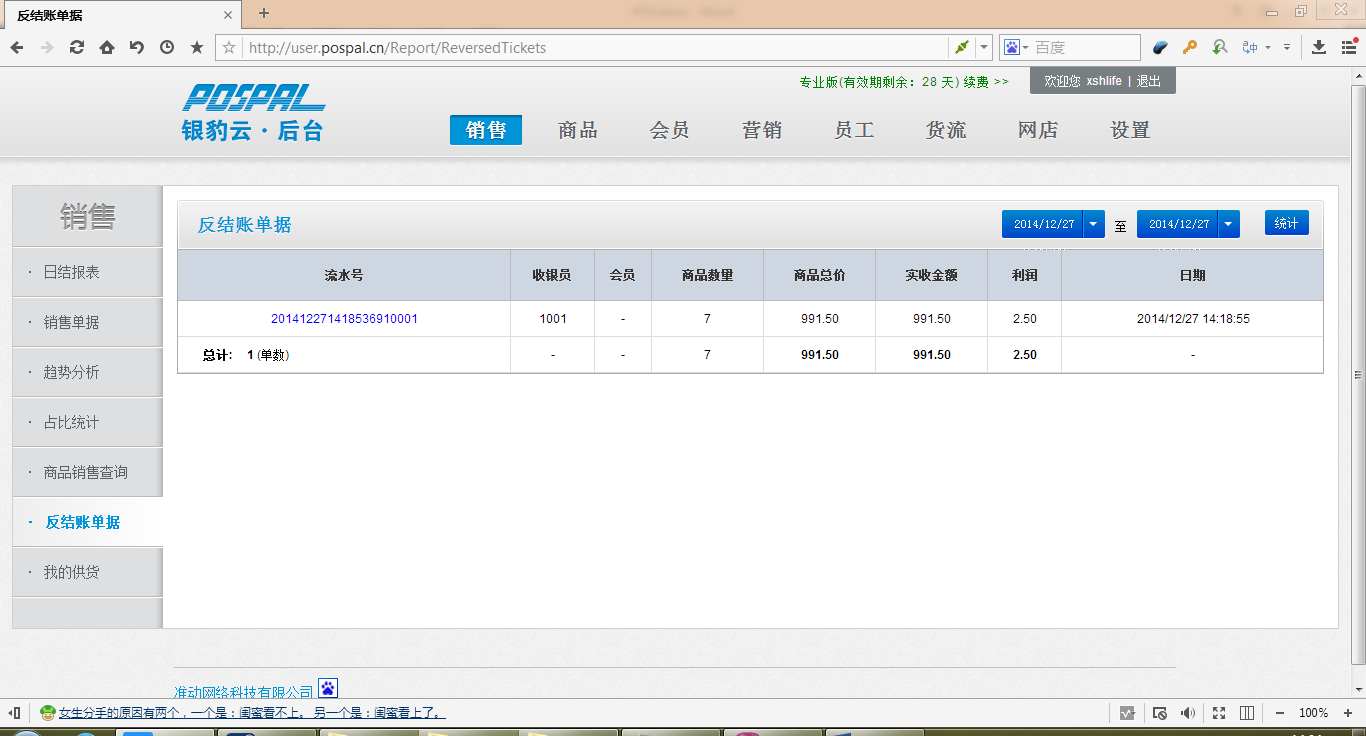 反结账单据
http://user.pospal.cn/Report/ReversedTickets
百度
专业版(有效期剩余：28 天) 续费 >>
欢迎您 xshlife | 退出
POSPAL
银豹云·后台
销售 商品 会员 营销 员工 货流 网店 设置
销售
· 日结报表
· 销售单据
· 趋势分析
· 占比统计
· 商品销售查询
· 反结账单据
· 我的供货
反结账单据 2014/12/27 至 2014/12/27 统计
流水号 收银员 会员 商品数量 商品总价 实收金额 利润 日期
201412271418536910001 1001 - 7 991.50 991.50 2.50 2014/12/27 14:18:55
总计： 1 (单数) - - 7 991.50 991.50 2.50 -
准动网络科技有限公司
女生分手的原因有两个，一个是：闺蜜看不上。 另一个是：闺蜜看上了。
100%